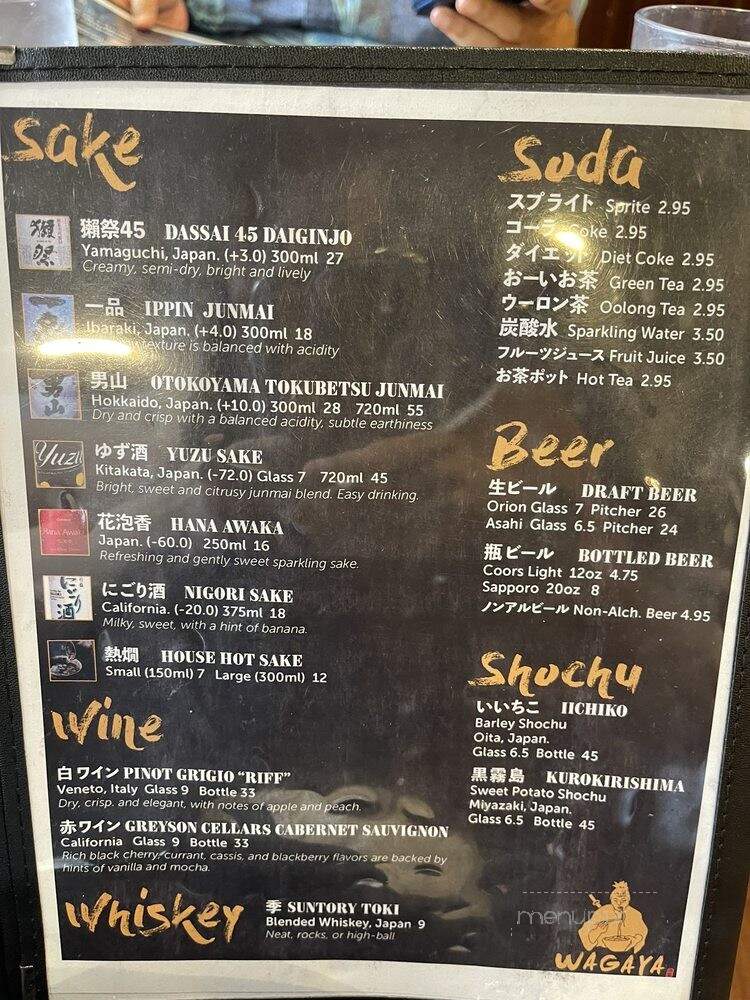 Sake
獺祭
獺祭45 DASSAI 45 DAIGINJO
Yamaguchi, Japan. (+3.0) 300ml 27
Creamy, semi-dry, bright and lively
一品 IPPIN JUNMAI
Ibaraki, Japan. (+4.0) 300ml 18
texture is balanced with acidity
男山
男山 OTOKOYAMA TOKUBETSU JUNMAI
Hokkaido, Japan. (+10.0) 300ml 28 720ml 55
Dry and crisp with a balanced acidity, subtle earthiness
Yuzu
ゆず酒 YUZU SAKE
Kitakata, Japan. (-72.0) Glass 7 720ml 45
Bright, sweet and citrusy junmai blend. Easy drinking.
花泡香 HANA AWAKA
Japan. (-60.0) 250ml 16
Refreshing and gently sweet sparkling sake.
にごり酒
にごり酒 NIGORI SAKE
California. (-20.0) 375ml 18
Milky, sweet, with a hint of banana.
熱燗 HOUSE HOT SAKE
Small (150ml) 7 Large (300ml) 12
Wine
白ワイン PINOT GRIGIO “RIFF”
Veneto, Italy Glass 9 Bottle 33
Dry, crisp, and elegant, with notes of apple and peach.
赤ワイン GREYSON CELLARS CABERNET SAUVIGNON
California Glass 9 Bottle 33
Rich black cherry, currant, cassis, and blackberry flavors are backed by
hints of vanilla and mocha.
Whiskey
季 SUNTORY TOKI
Blended Whiskey, Japan 9
Neat, rocks, or high-ball
Soda
スプライト Sprite 2.95
コーラ Coke 2.95
ダイエット Diet Coke 2.95
おーいお茶 Green Tea 2.95
ウーロン茶 Oolong Tea 2.95
炭酸水 Sparkling Water 3.50
フルーツジュース Fruit Juice 3.50
お茶ポット Hot Tea 2.95
Beer
生ビール DRAFT BEER
Orion Glass 7 Pitcher 26
Asahi Glass 6.5 Pitcher 24
瓶ビール BOTTLED BEER
Coors Light 12oz 4.75
Sapporo 20oz 8
ノンアルビール Non-Alch. Beer 4.95
Shochu
いいちこ IICHIKO
Barley Shochu
Oita, Japan.
Glass 6.5 Bottle 45
黒霧島 KUROKIRISHIMA
Sweet Potato Shochu
Miyazaki, Japan.
Glass 6.5 Bottle 45
WAGAYA